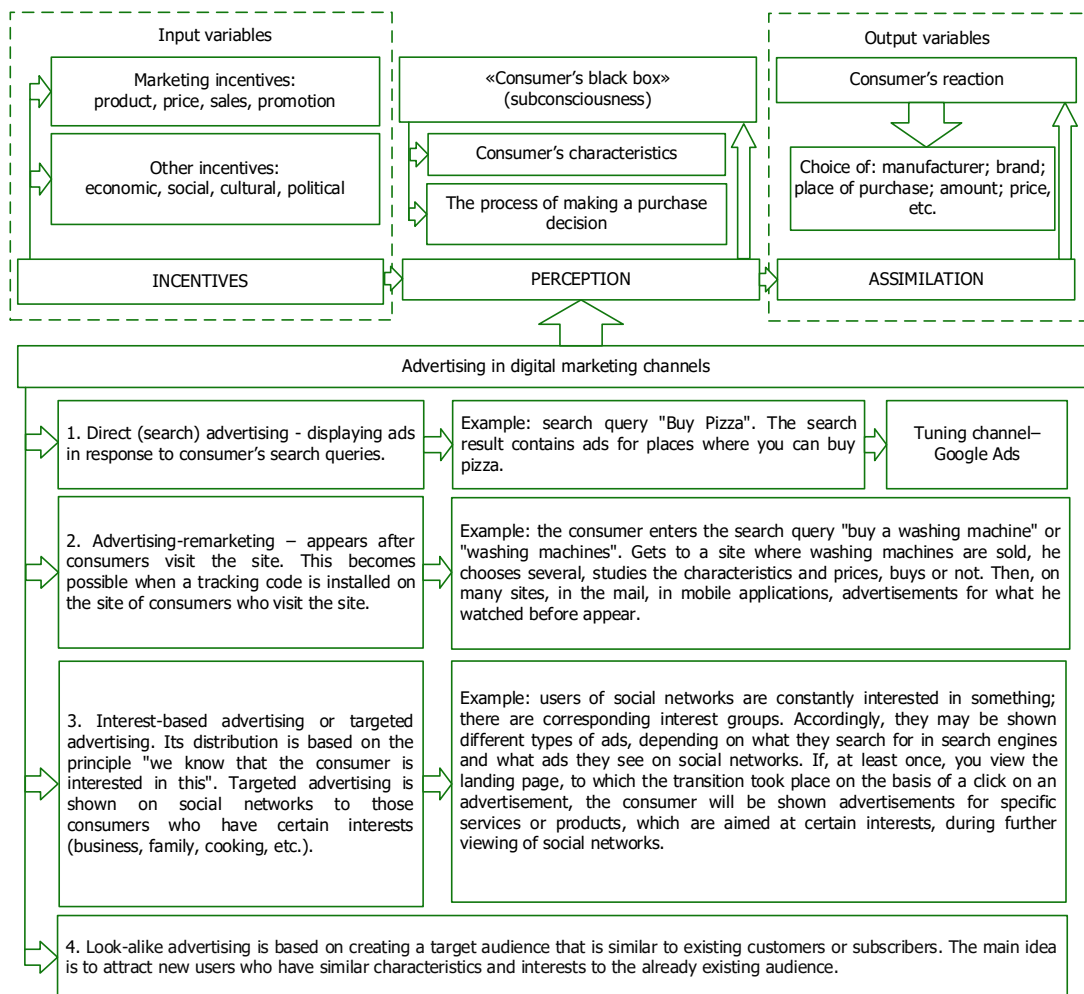 Input variables
Marketing incentives:
product, price, sales, promotion
Other incentives:
economic, social, cultural, political
INCENTIVES
«Consumer's black box»
(subconsciousness)
Consumer's characteristics
The process of making a purchase
decision
PERCEPTION
Output variables
Consumer's reaction
Choice of: manufacturer; brand;
place of purchase; amount; price,
etc.
ASSIMILATION
Advertising in digital marketing channels
1. Direct (search) advertising - displaying ads
in response to consumer's search queries.
Example: search query "Buy Pizza". The search
result contains ads for places where you can buy
pizza.
Tuning channel–
Google Ads
2. Advertising-remarketing – appears after
consumers visit the site. This becomes
possible when a tracking code is installed on
the site of consumers who visit the site.
Example: the consumer enters the search query "buy a washing machine" or
"washing machines". Gets to a site where washing machines are sold, he
chooses several, studies the characteristics and prices, buys or not. Then, on
many sites, in the mail, in mobile applications, advertisements for what he
watched before appear.
3. Interest-based advertising or targeted
advertising. Its distribution is based on the
principle "we know that the consumer is
interested in this". Targeted advertising is
shown on social networks to those
consumers who have certain interests
(business, family, cooking, etc.).
Example: users of social networks are constantly interested in something;
there are corresponding interest groups. Accordingly, they may be shown
different types of ads, depending on what they search for in search engines
and what ads they see on social networks. If, at least once, you view the
landing page, to which the transition took place on the basis of a click on an
advertisement, the consumer will be shown advertisements for specific
services or products, which are aimed at certain interests, during further
viewing of social networks.
4. Look-alike advertising is based on creating a target audience that is similar to existing customers or subscribers. The main idea
is to attract new users who have similar characteristics and interests to the already existing audience.